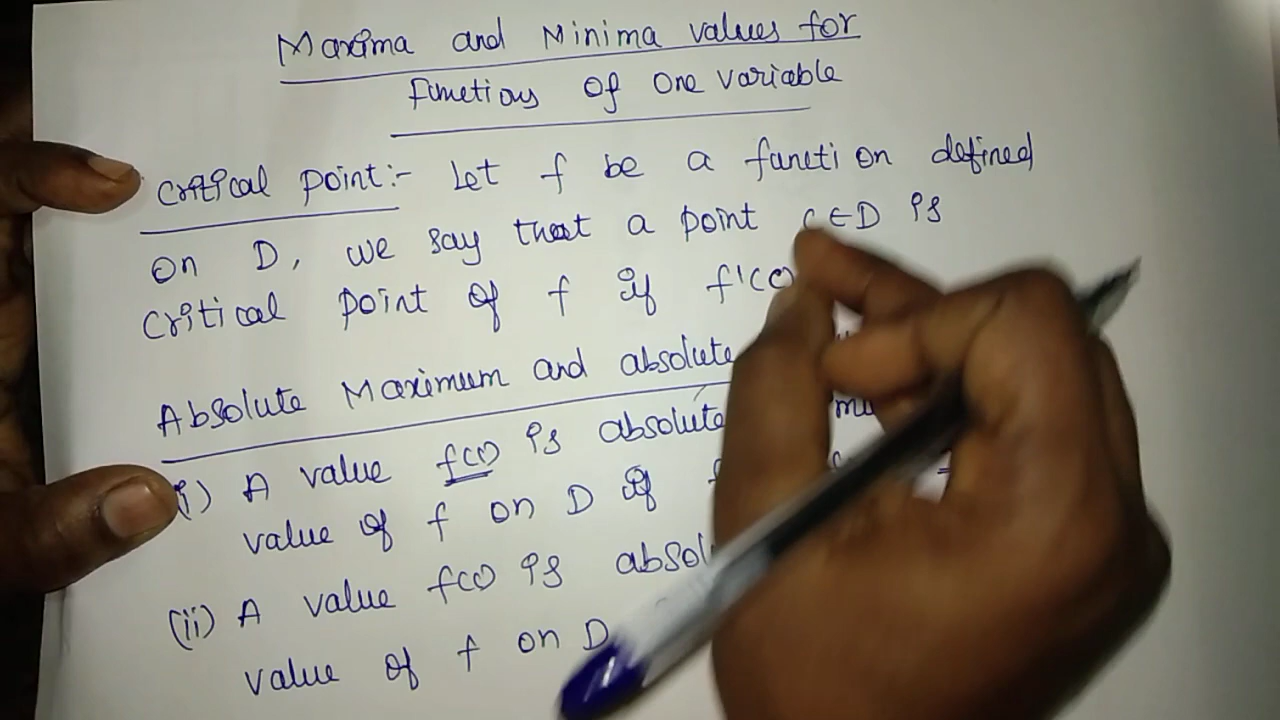 Maxima and Minima values for
functions of one variable
Critical point:- Let f be a function defined
on D, we say that a point C∈D is
critical point of f if f'(c)
Absolute Maximum and absolute
(i) A value f(c) is absolute
value of f on D if f
(ii) A value f(c) is absol
value of f on D